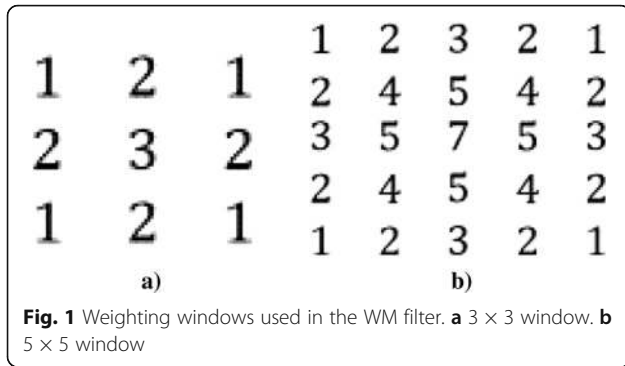 1 2 1
2 3 2
1 2 1
a)
1 2 3 2 1
2 4 5 4 2
3 5 7 5 3
2 4 5 4 2
1 2 3 2 1
b)
Fig. 1 Weighting windows used in the WM filter. a 3 × 3 window. b
5 × 5 window